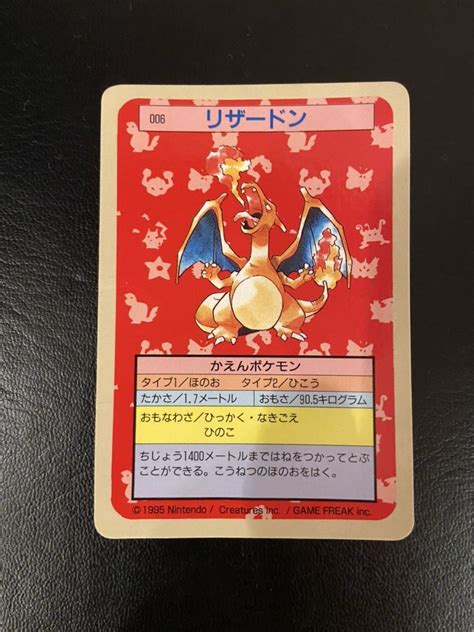 006
リザードン
かえんポケモン
タイプ1/ほのお タイプ2/ひこう
たかさ/1.7メートル おもさ/90.5キログラム
おもなわざ/ひっかく・なきごえ
ひのこ
ちじょう1400メートルまではねをつかってとぶ
ことができる。こうねつのほのおをはく。
©1995 Nintendo/ Creatures inc. / GAME FREAK inc.